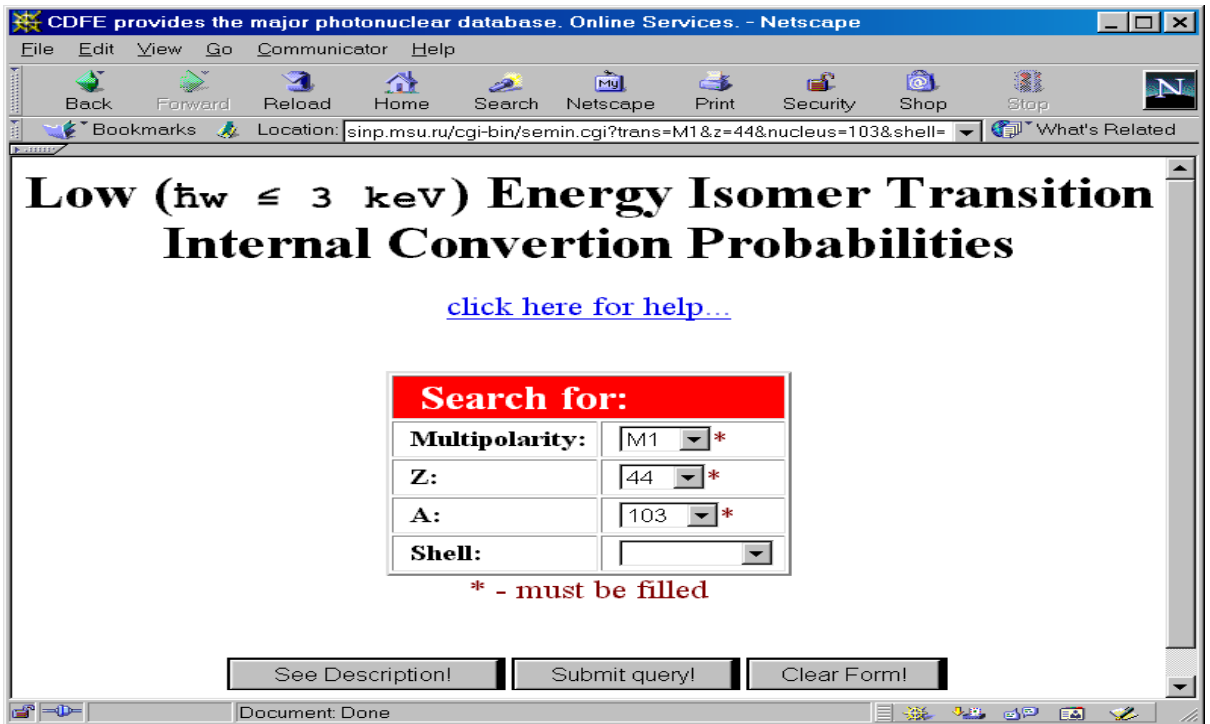 CDFE provides the major photonuclear database. Online Services. - Netscape
File Edit View Go Communicator Help
Back Forward Reload Home Search Netscape Print Security Shop Stop
Bookmarks Location: sinp.msu.ru/cgi-bin/semin.cgi?trans=M1&z=44&nucleus=103&shell= What's Related
Low (ħw ≤ 3 keV) Energy Isomer Transition
Internal Convertion Probabilities
click here for help...
Search for:
Multipolarity: M1 *
Z: 44 *
A: 103 *
Shell:
* - must be filled
See Description! Submit query! Clear Form!
Document: Done